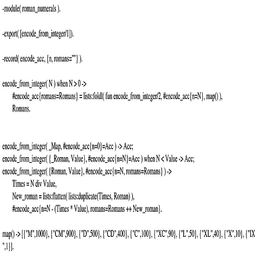 -module( roman_numerals ).
-export( [encode_from_integer/1]).
-record( encode_acc, {n, romans=""} ).
encode_from_integer( N ) when N > 0 ->
#encode_acc{romans=Romans} = lists:foldl( fun encode_from_integer/2, #encode_acc{n=N}, map() ),
Romans.
encode_from_integer( _Map, #encode_acc{n=0}=Acc ) -> Acc;
encode_from_integer( {_Roman, Value}, #encode_acc{n=N}=Acc ) when N < Value -> Acc;
encode_from_integer( {Roman, Value}, #encode_acc{n=N, romans=Romans} ) ->
Times = N div Value,
New_roman = lists:flatten( lists:duplicate(Times, Roman) ),
#encode_acc{n=N - (Times * Value), romans=Romans ++ New_roman}.
map() -> [{"M",1000}, {"CM",900}, {"D",500}, {"CD",400}, {"C",100}, {"XC",90}, {"L",50}, {"XL",40}, {"X",10}, {"IX
",1}].